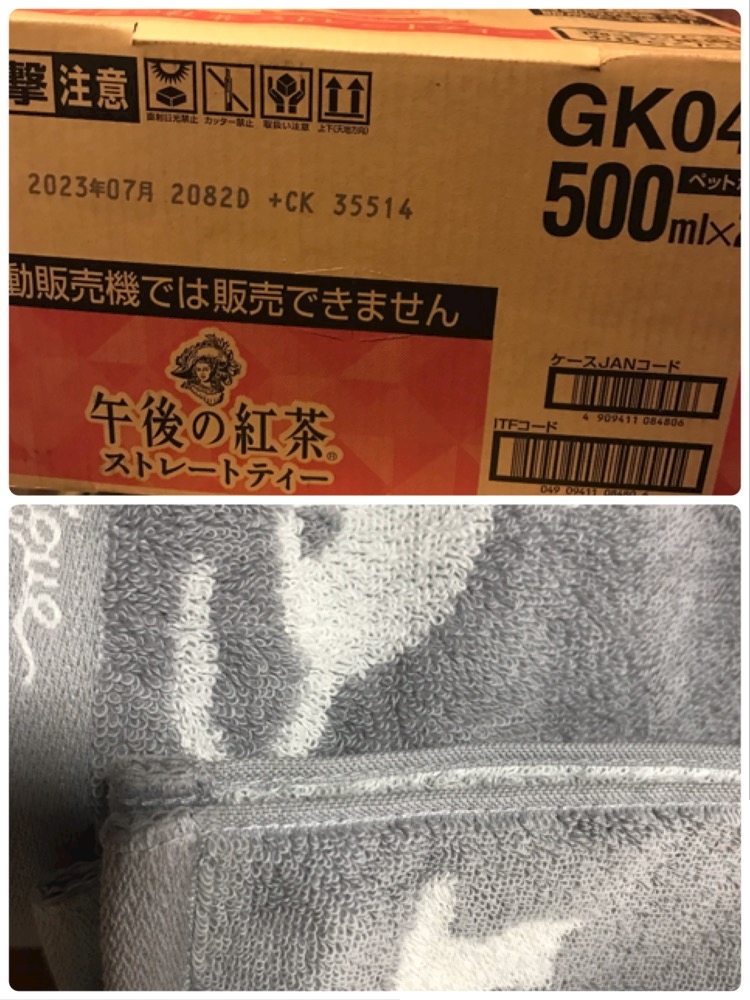 撃注意
直射日光禁止 カッター禁止 取扱い注意 上下(天地方向)
GK04
2023年07月 2082D +CK 35514
500ml×2
ペットボ
動販売機では販売できません
午後の紅茶®
ストレートティー
ケースJANコード
4 909411 084806
ITFコード